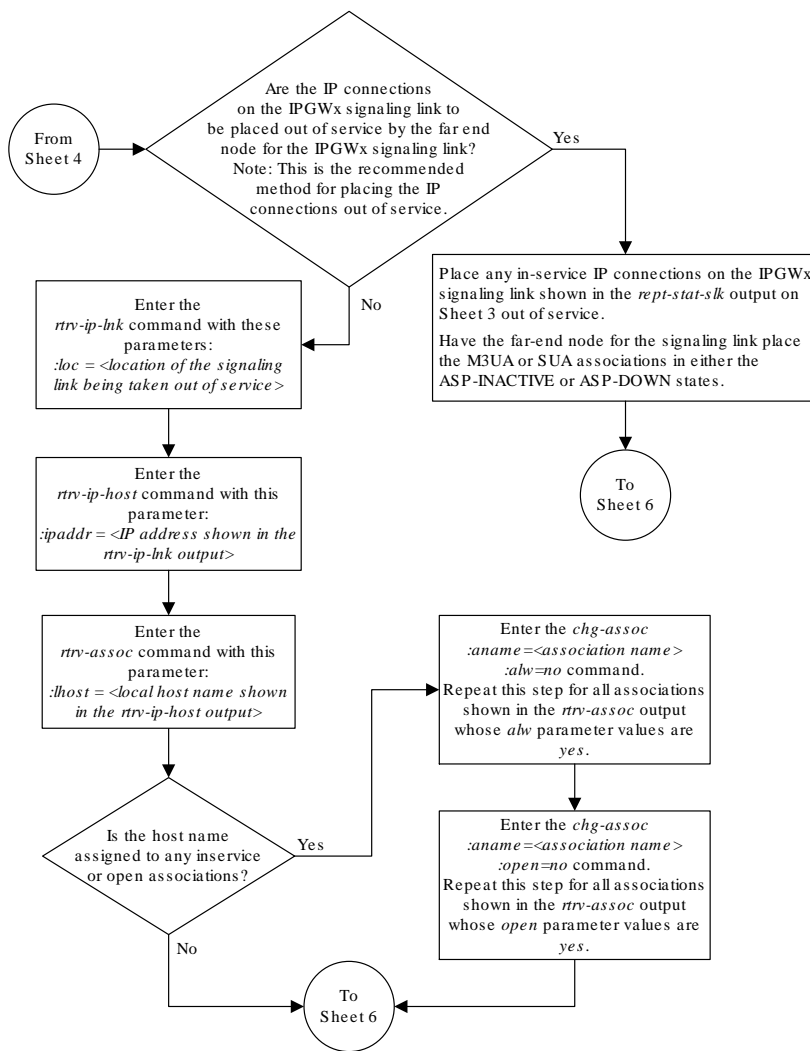 From
Sheet 4
Are the IP connections
on the IPGWx signaling link to
be placed out of service by the far end
node for the IPGWx signaling link?
Note: This is the recommended
method for placing the IP
connections out of service.
Yes
No
Place any in-service IP connections on the IPGWx
signaling link shown in the rept-stat-slk output on
Sheet 3 out of service.
Have the far-end node for the signaling link place
the M3UA or SUA associations in either the
ASP-INACTIVE or ASP-DOWN states.
To
Sheet 6
Enter the
rtrv-ip-lnk command with these
parameters:
:loc = <location of the signaling
link being taken out of service>
Enter the
rtrv-ip-host command with this
parameter:
:ipaddr = <IP address shown in the
rtrv-ip-lnk output>
Enter the
rtrv-assoc command with this
parameter:
:lhost = <local host name shown
in the rtrv-ip-host output>
Is the host name
assigned to any inservice
or open associations?
Yes
No
Enter the chg-assoc
:aname=<association name>
:alw=no command.
Repeat this step for all associations
shown in the rtrv-assoc output
whose alw parameter values are
yes.
Enter the chg-assoc
:aname=<association name>
:open=no command.
Repeat this step for all associations
shown in the rtrv-assoc output
whose open parameter values are
yes.
To
Sheet 6